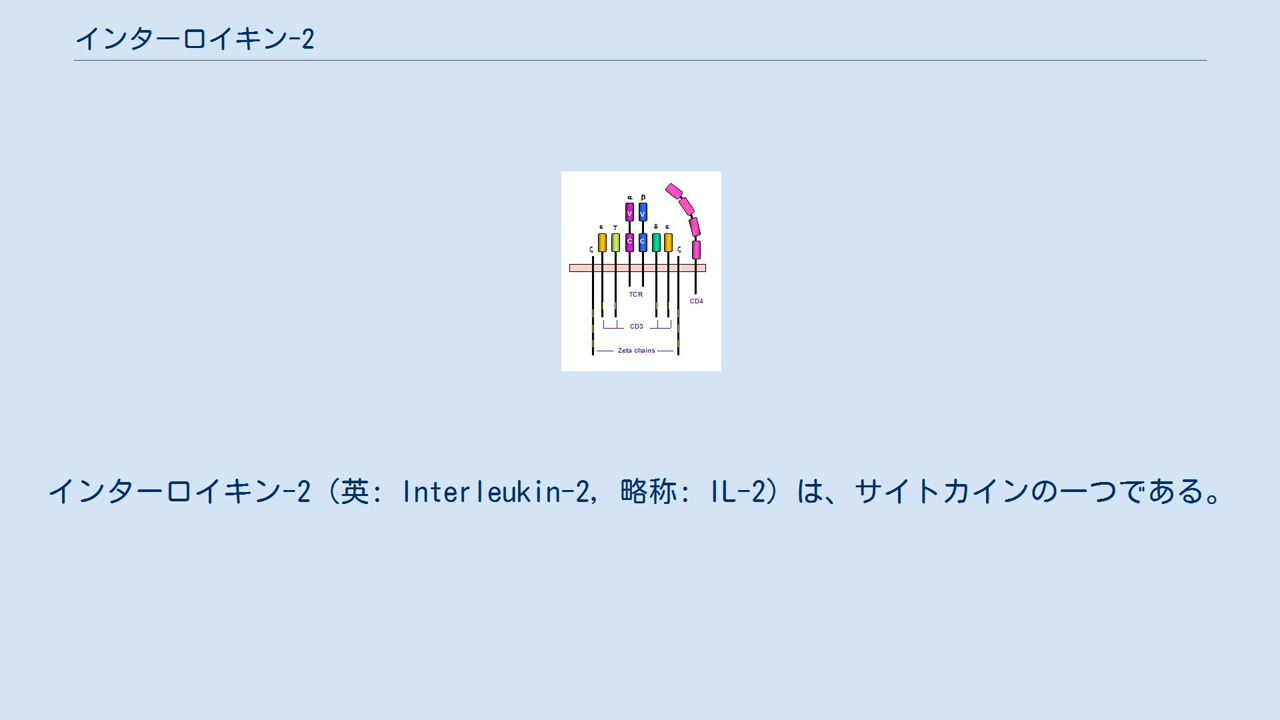 インターロイキン-2
α β
V V
ε γ δ ε
ζ C C ζ
TCR
CD4
CD3
Zeta chains
インターロイキン-2（英: Interleukin-2, 略称: IL-2）は、サイトカインの一つである。